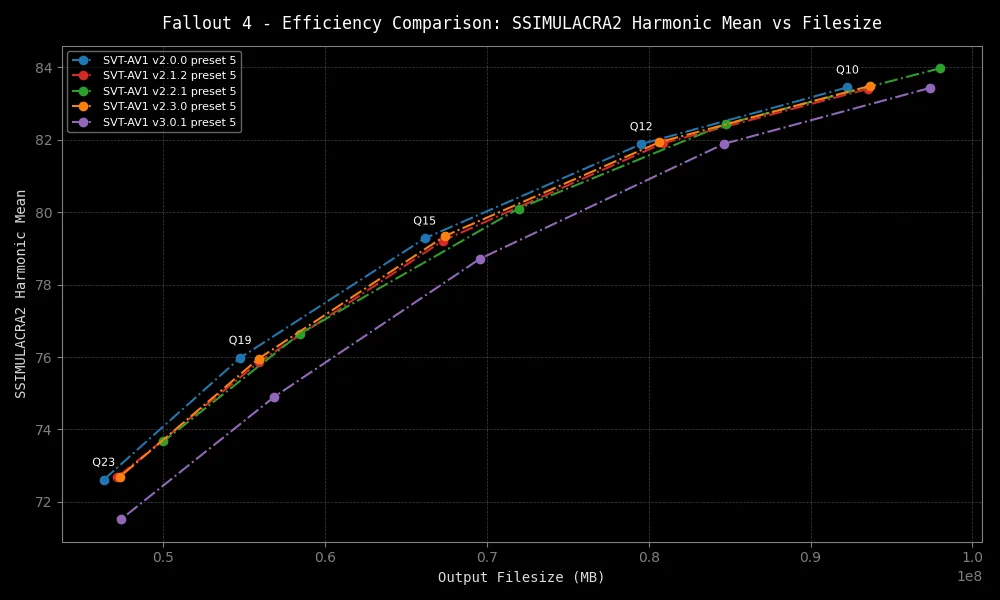 Fallout 4 - Efficiency Comparison: SSIMULACRA2 Harmonic Mean vs Filesize
SVT-AV1 v2.0.0 preset 5
SVT-AV1 v2.1.2 preset 5
SVT-AV1 v2.2.1 preset 5
SVT-AV1 v2.3.0 preset 5
SVT-AV1 v3.0.1 preset 5
Q10
Q12
Q15
Q19
Q23
84
82
80
78
76
74
72
SSIMULACRA2 Harmonic Mean
0.5
0.6
0.7
0.8
0.9
1.0
1e8
Output Filesize (MB)